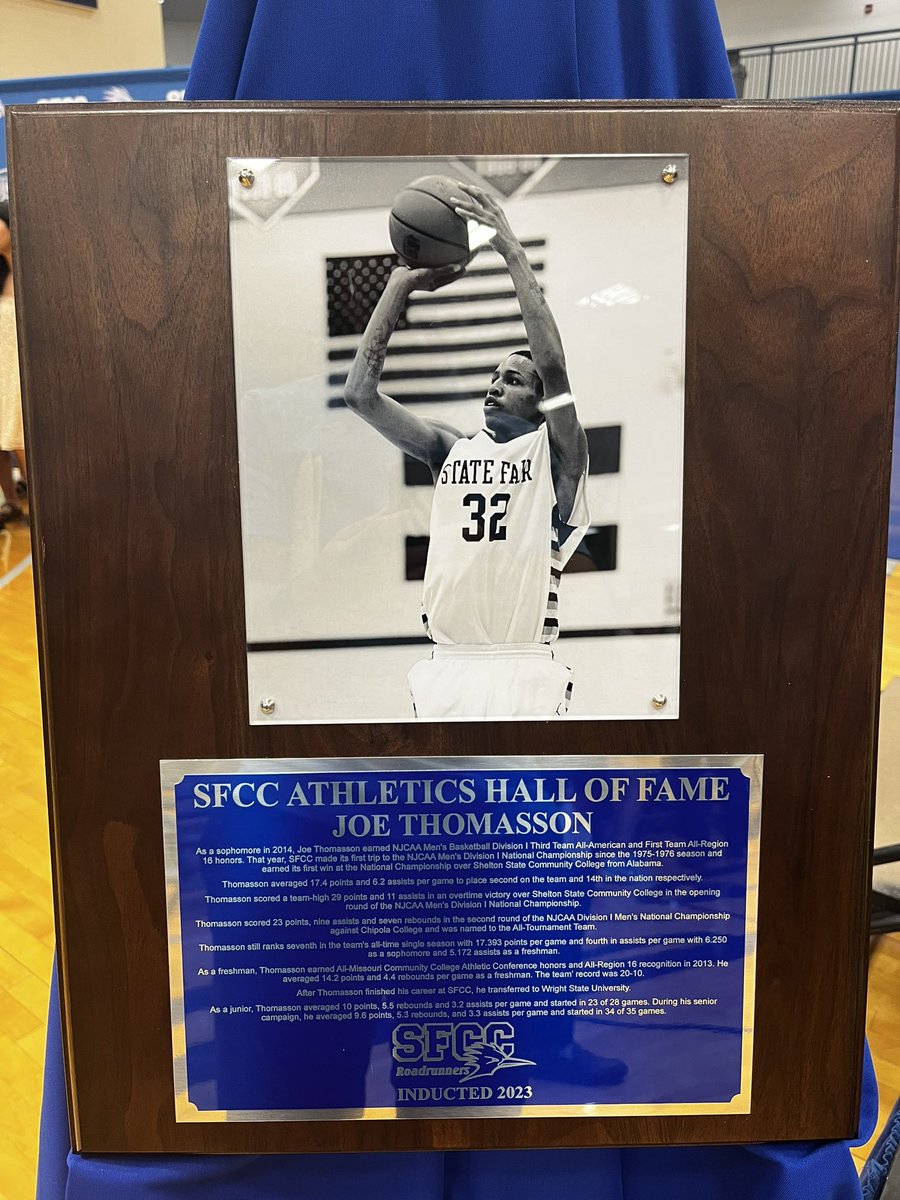 STATE FAIR
32
SFCC ATHLETICS HALL OF FAME
JOE THOMASSON
As a sophomore in 2014, Joe Thomasson earned NJCAA Men's Basketball Division I Third Team All-American and First Team All-Region
16 honors. That year, SFCC made its first trip to the NJCAA Men's Division I National Championship since the 1975-1976 season and
earned its first win at the National Championship over Shelton State Community College from Alabama.
Thomasson averaged 17.4 points and 6.2 assists per game to place second on the team and 14th in the nation respectively.
Thomasson scored a team-high 29 points and 11 assists in an overtime victory over Shelton State Community College in the opening
round of the NJCAA Men's Division I National Championship.
Thomasson scored 23 points, nine assists and seven rebounds in the second round of the NJCAA Division I Men's National Championship
against Chipola College and was named to the All-Tournament Team.
Thomasson still ranks seventh in the team's all-time single season with 17.393 points per game and fourth in assists per game with 6.250
as a sophomore and 5.172 assists as a freshman.
As a freshman, Thomasson earned All-Missouri Community College Athletic Conference honors and All-Region 16 recognition in 2013. He
averaged 14.2 points and 4.4 rebounds per game as a freshman. The team' record was 20-10.
After Thomasson finished his career at SFCC, he transferred to Wright State University.
As a junior, Thomasson averaged 10 points, 5.5 rebounds and 3.2 assists per game and started in 23 of 28 games. During his senior
campaign, he averaged 9.6 points, 5.3 rebounds, and 3.3 assists per game and started in 34 of 35 games.
SFCC
Roadrunners
INDUCTED 2023